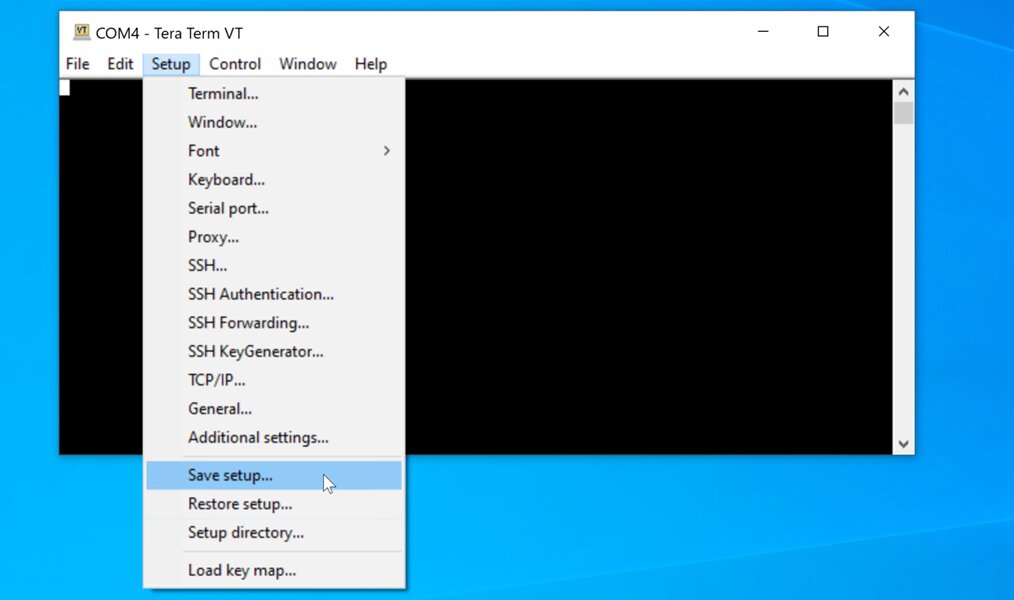 VT
COM4 - Tera Term VT
File Edit Setup Control Window Help
Terminal...
Window...
Font
Keyboard...
Serial port...
Proxy...
SSH...
SSH Authentication...
SSH Forwarding...
SSH KeyGenerator...
TCP/IP...
General...
Additional settings...
Save setup...
Restore setup...
Setup directory...
Load key map...